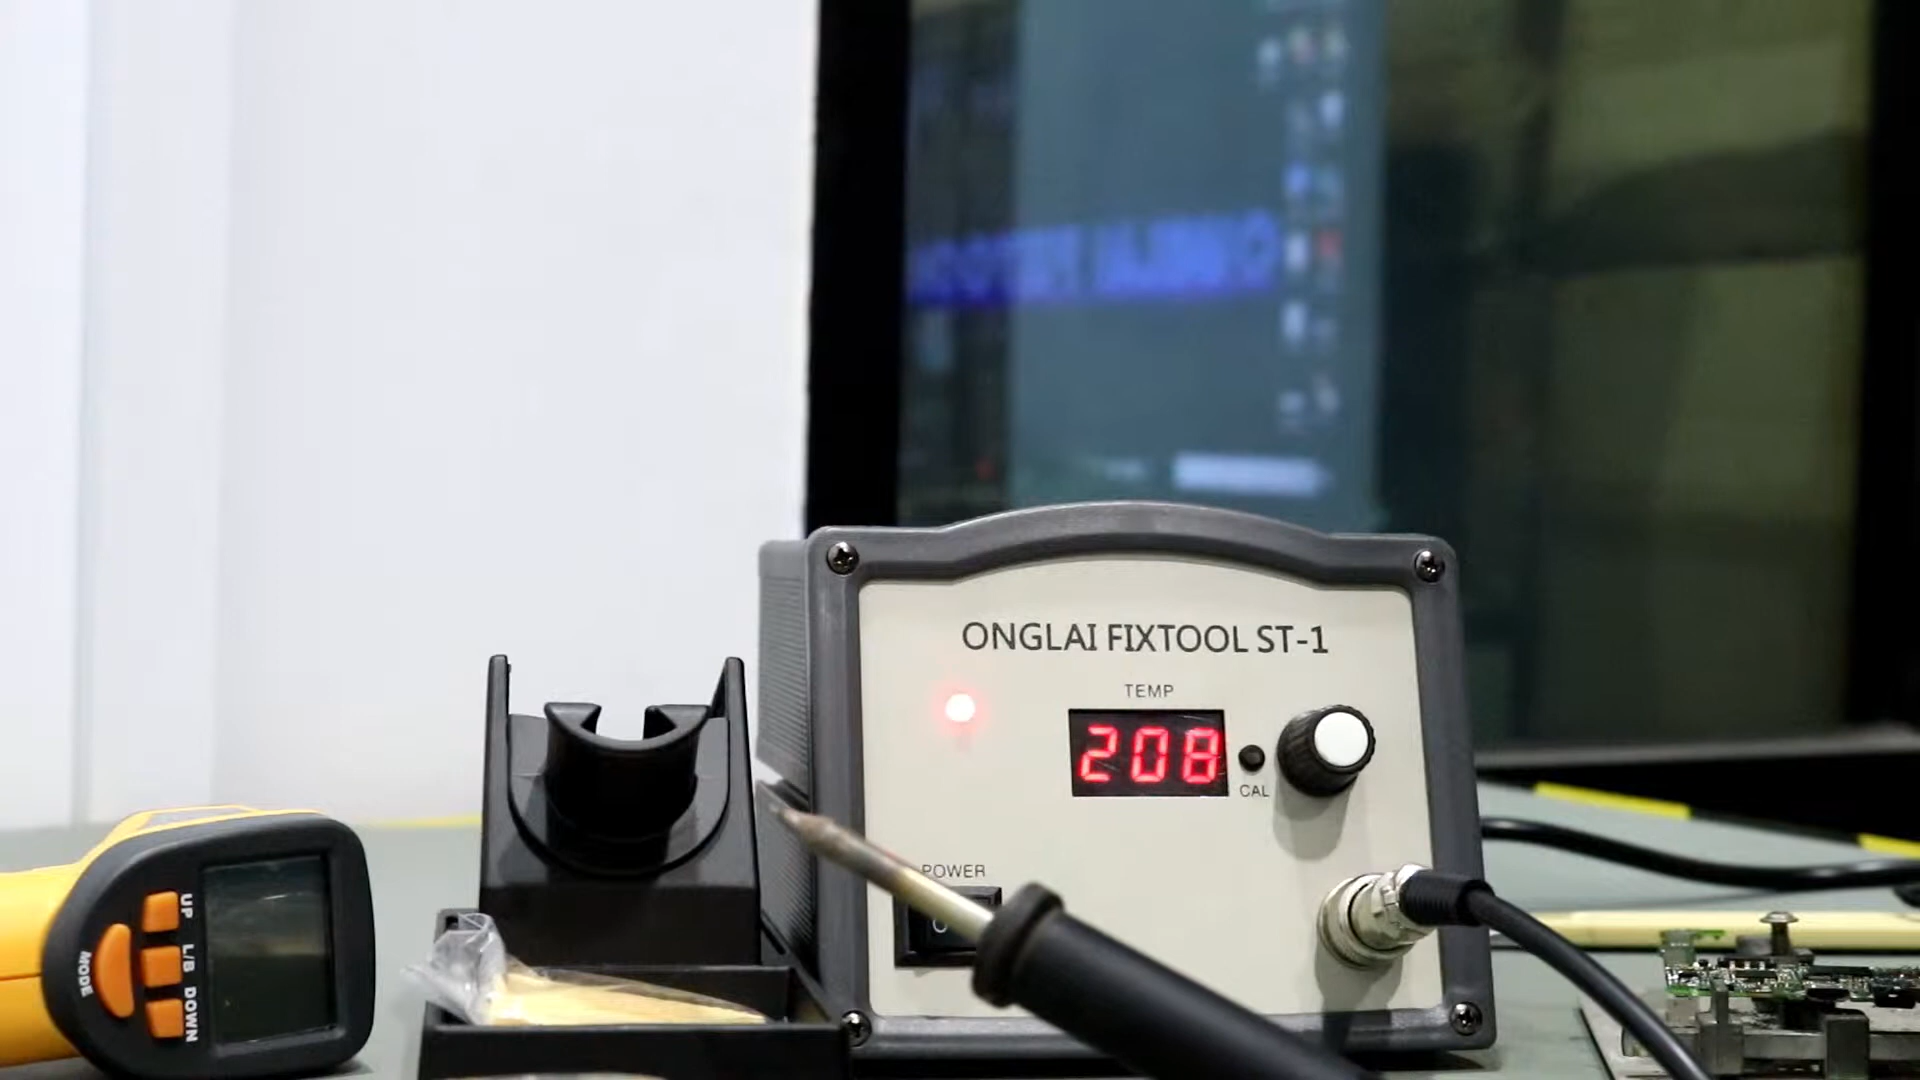 ONGLAI FIXTOOL ST-1
TEMP
208
CAL
POWER
UP
L/B
DOWN
MODE